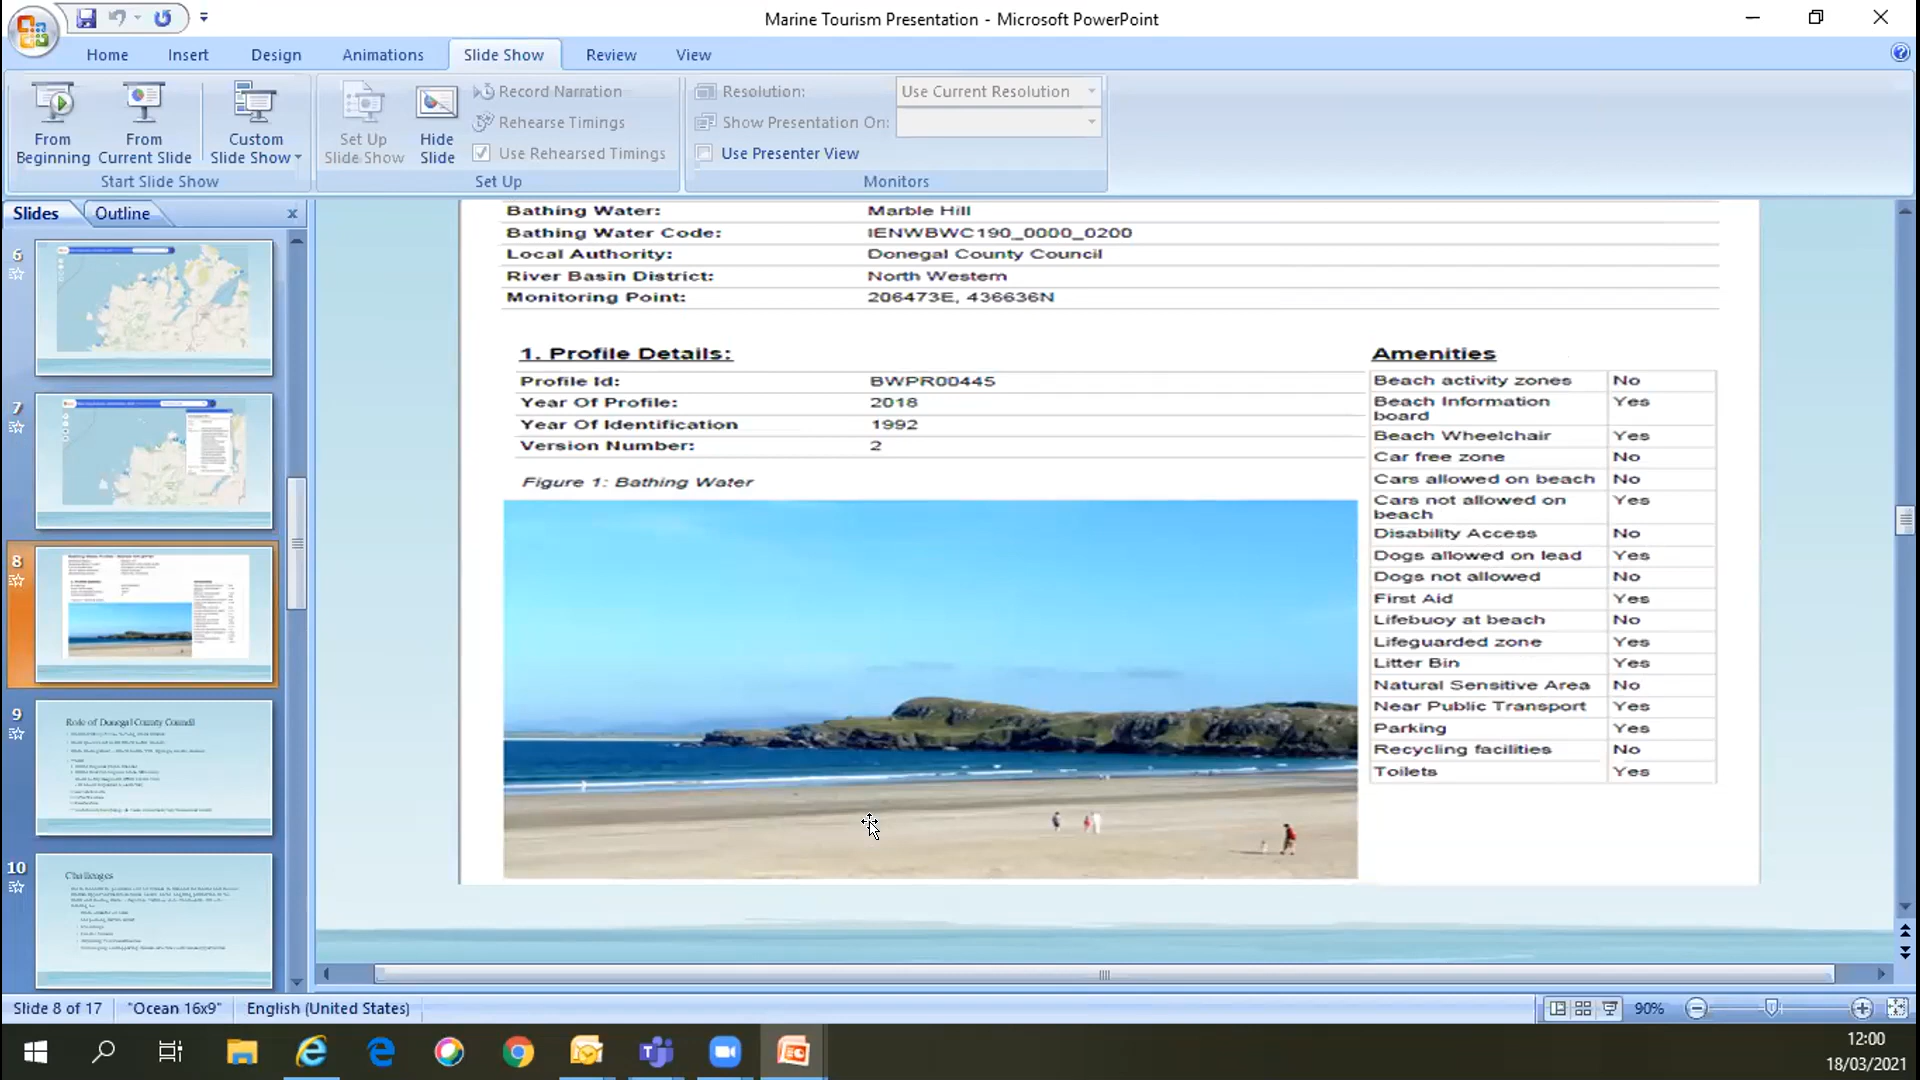 Marine Tourism Presentation - Microsoft PowerPoint
Home Insert Design Animations Slide Show Review View
From Beginning
From Current Slide
Custom Slide Show
Start Slide Show
Set Up Slide Show
Hide Slide
Record Narration
Rehearse Timings
Use Rehearsed Timings
Set Up
Resolution: Use Current Resolution
Show Presentation On:
Use Presenter View
Monitors
Slides Outline
6
7
8
9
Role of Donegal County Council
10
Challenges
Bathing Water: Marble Hill
Bathing Water Code: IENWBWC190_0000_0200
Local Authority: Donegal County Council
River Basin District: North Western
Monitoring Point: 206473E, 436636N
1. Profile Details:
Profile Id: BWPR00445
Year Of Profile: 2018
Year Of Identification 1992
Version Number: 2
Figure 1: Bathing Water
Amenities
Beach activity zones No
Beach Information board Yes
Beach Wheelchair Yes
Car free zone No
Cars allowed on beach No
Cars not allowed on beach Yes
Disability Access No
Dogs allowed on lead Yes
Dogs not allowed No
First Aid Yes
Lifebuoy at beach No
Lifeguarded zone Yes
Litter Bin Yes
Natural Sensitive Area No
Near Public Transport Yes
Parking Yes
Recycling facilities No
Toilets Yes
Slide 8 of 17 "Ocean 16x9" English (United States) 90%
12:00
18/03/2021